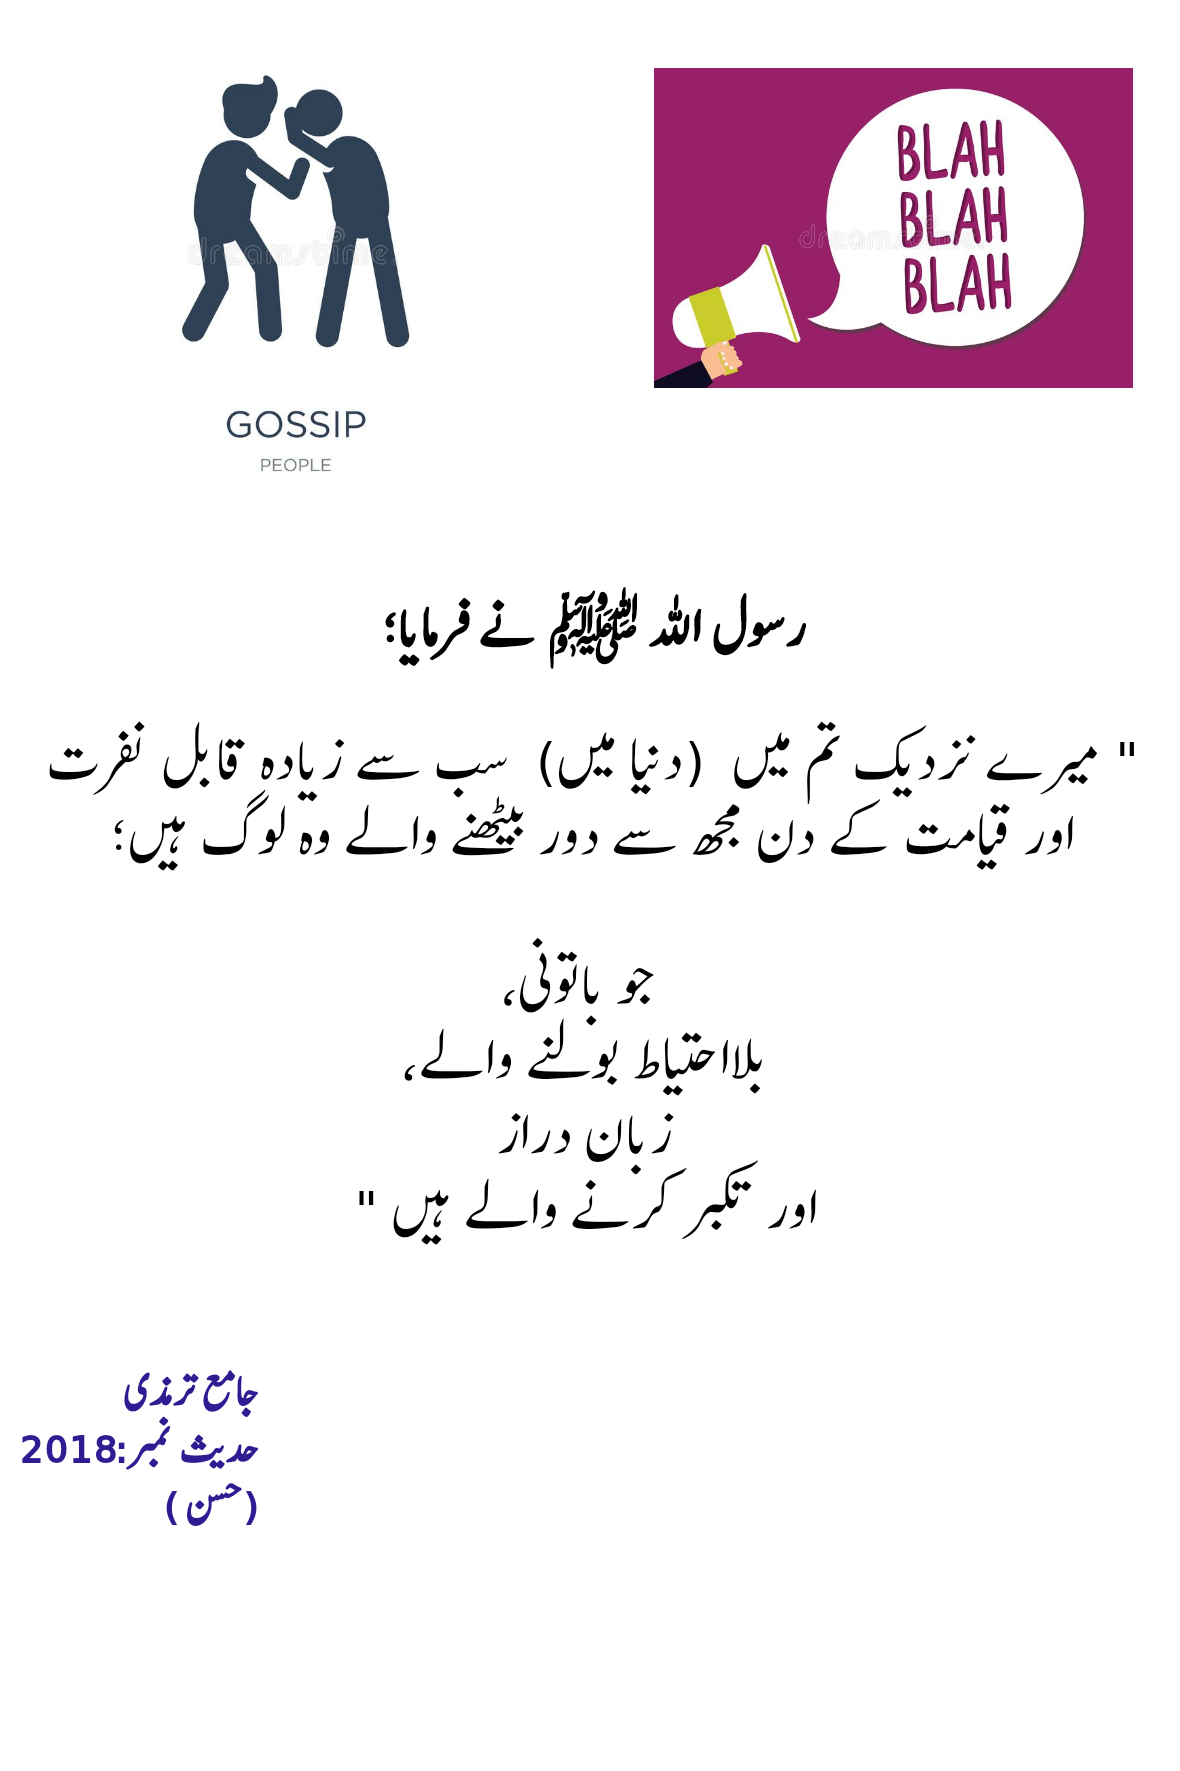 BLAH
BLAH
BLAH
dreamstime
dreamstime
GOSSIP
PEOPLE
رسول اللہ ﷺ نے فرمایا؛
" میرے نزدیک تم میں (دنیا میں) سب سے زیادہ قابل نفرت
اور قیامت کے دن مجھ سے دور بیٹھنے والے وہ لوگ ہیں؛
جو باتونی،
بلااحتیاط بولنے والے،
زبان دراز
اور تکبر کرنے والے ہیں "
جامع ترمذی
حدیث نمبر:2018
(حسن )